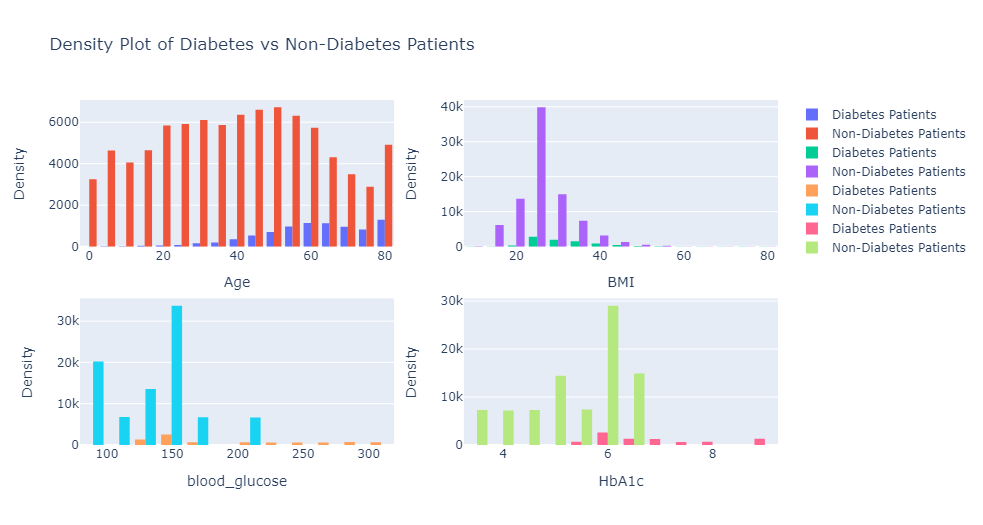 Density Plot of Diabetes vs Non-Diabetes Patients
6000
4000
2000
0
Density
0 20 40 60 80
Age
40k
30k
20k
10k
0
Density
20 40 60 80
BMI
Diabetes Patients
Non-Diabetes Patients
Diabetes Patients
Non-Diabetes Patients
Diabetes Patients
Non-Diabetes Patients
Diabetes Patients
Non-Diabetes Patients
30k
20k
10k
0
Density
100 150 200 250 300
blood_glucose
30k
20k
10k
0
Density
4 6 8
HbA1c